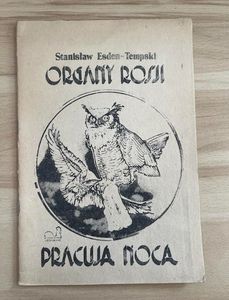 Stanisław Esden-Tempski
ORGANY ROSJI
PRACUJĄ NOCĄ